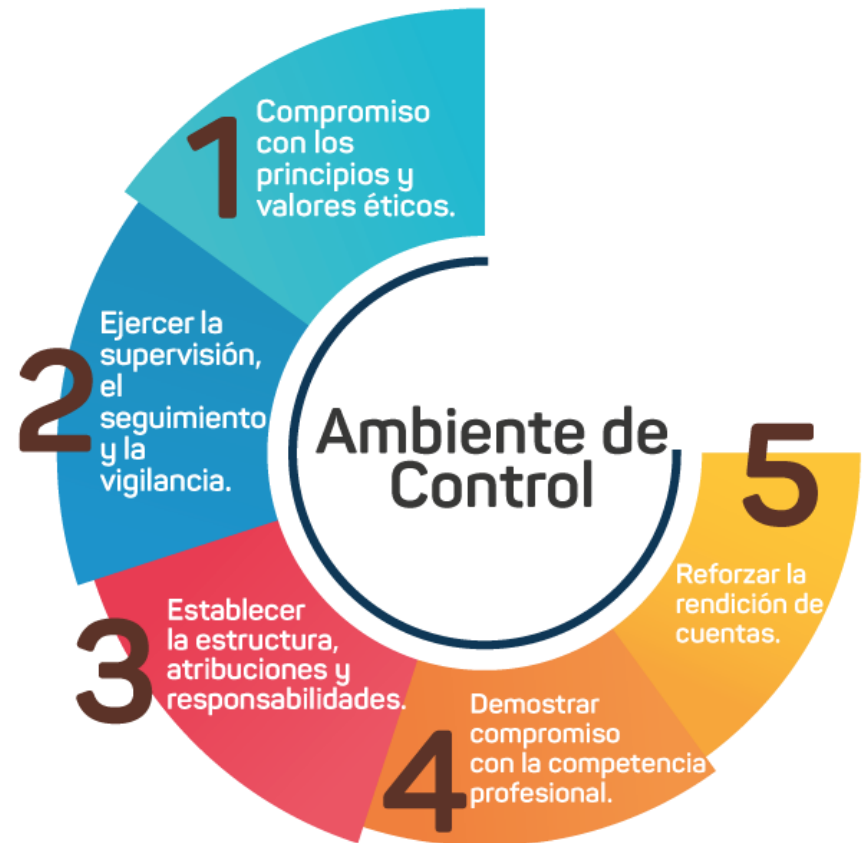 1
Compromiso
con los
principios y
valores éticos.
2
Ejercer la
supervisión,
el
seguimiento
y la
vigilancia.
3
Establecer
la estructura,
atribuciones y
responsabilidades.
4
Demostrar
compromiso
con la competencia
profesional.
5
Reforzar la
rendición de
cuentas.
Ambiente de
Control